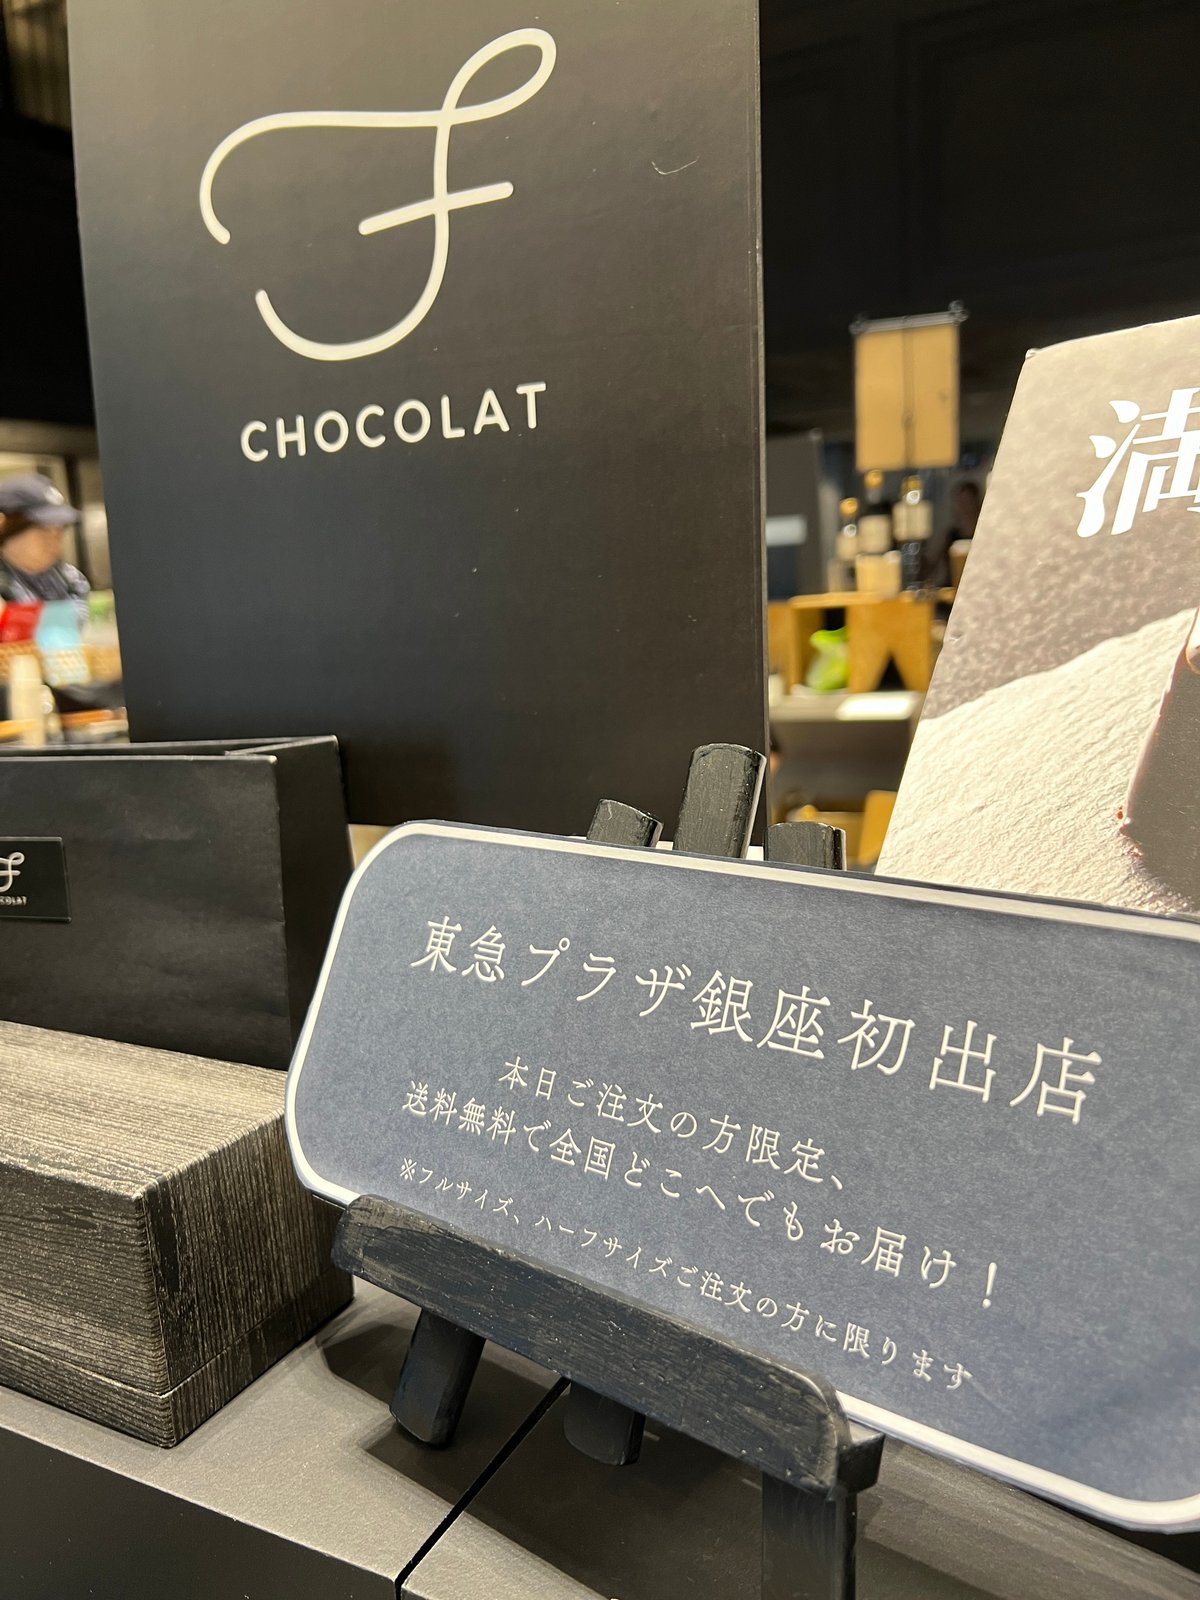 F
CHOCOLAT
満
F
CHOCOLAT
東急プラザ銀座初出店
本日ご注文の方限定、
送料無料で全国どこへでもお届け！
※フルサイズ、ハーフサイズご注文の方に限ります